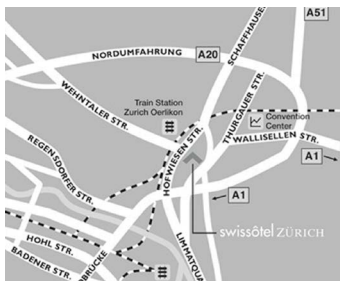 A51
SCHAFFHAUSE
NORDUMFAHRUNG
A20
WEHNTALER STR.
Train Station
Zurich Oerlikon
THURGAUER STR.
Convention
Center
HOFWIESEN STR.
WALLISELLEN STR.
REGENSDORFER STR.
A1
A1
swissôtel ZÜRICH
HOHL STR.
BADENER STR.
DBRÜCKE
LIMMATQUA